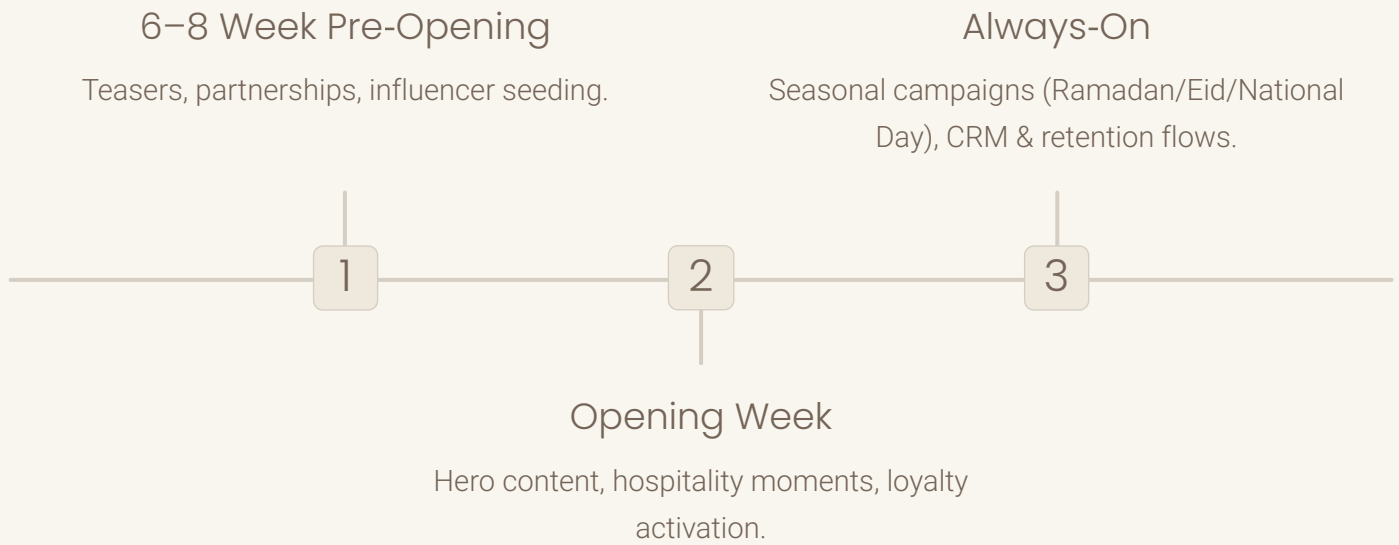 6–8 Week Pre-Opening
Teasers, partnerships, influencer seeding.
Always-On
Seasonal campaigns (Ramadan/Eid/National
Day), CRM & retention flows.
1
2
3
Opening Week
Hero content, hospitality moments, loyalty
activation.